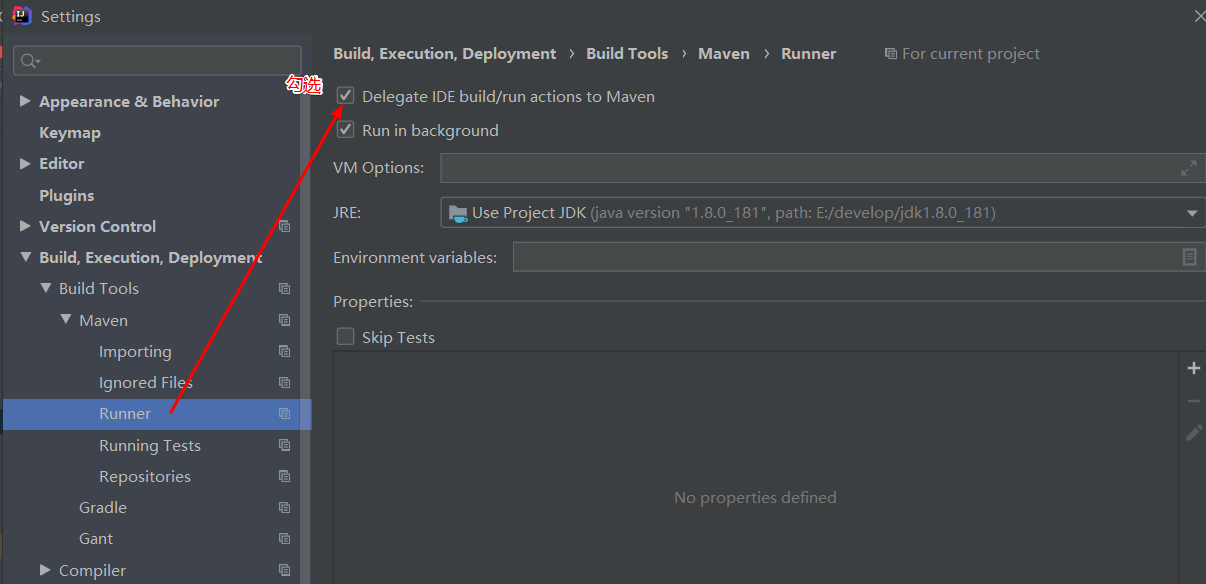 Settings
Build, Execution, Deployment › Build Tools › Maven › Runner For current project
勾选
Appearance & Behavior
Keymap
Editor
Plugins
Version Control
Build, Execution, Deployment
Build Tools
Maven
Importing
Ignored Files
Runner
Running Tests
Repositories
Gradle
Gant
Compiler
Delegate IDE build/run actions to Maven
Run in background
VM Options:
JRE: Use Project JDK (java version "1.8.0_181", path: E:/develop/jdk1.8.0_181)
Environment variables:
Properties:
Skip Tests
No properties defined